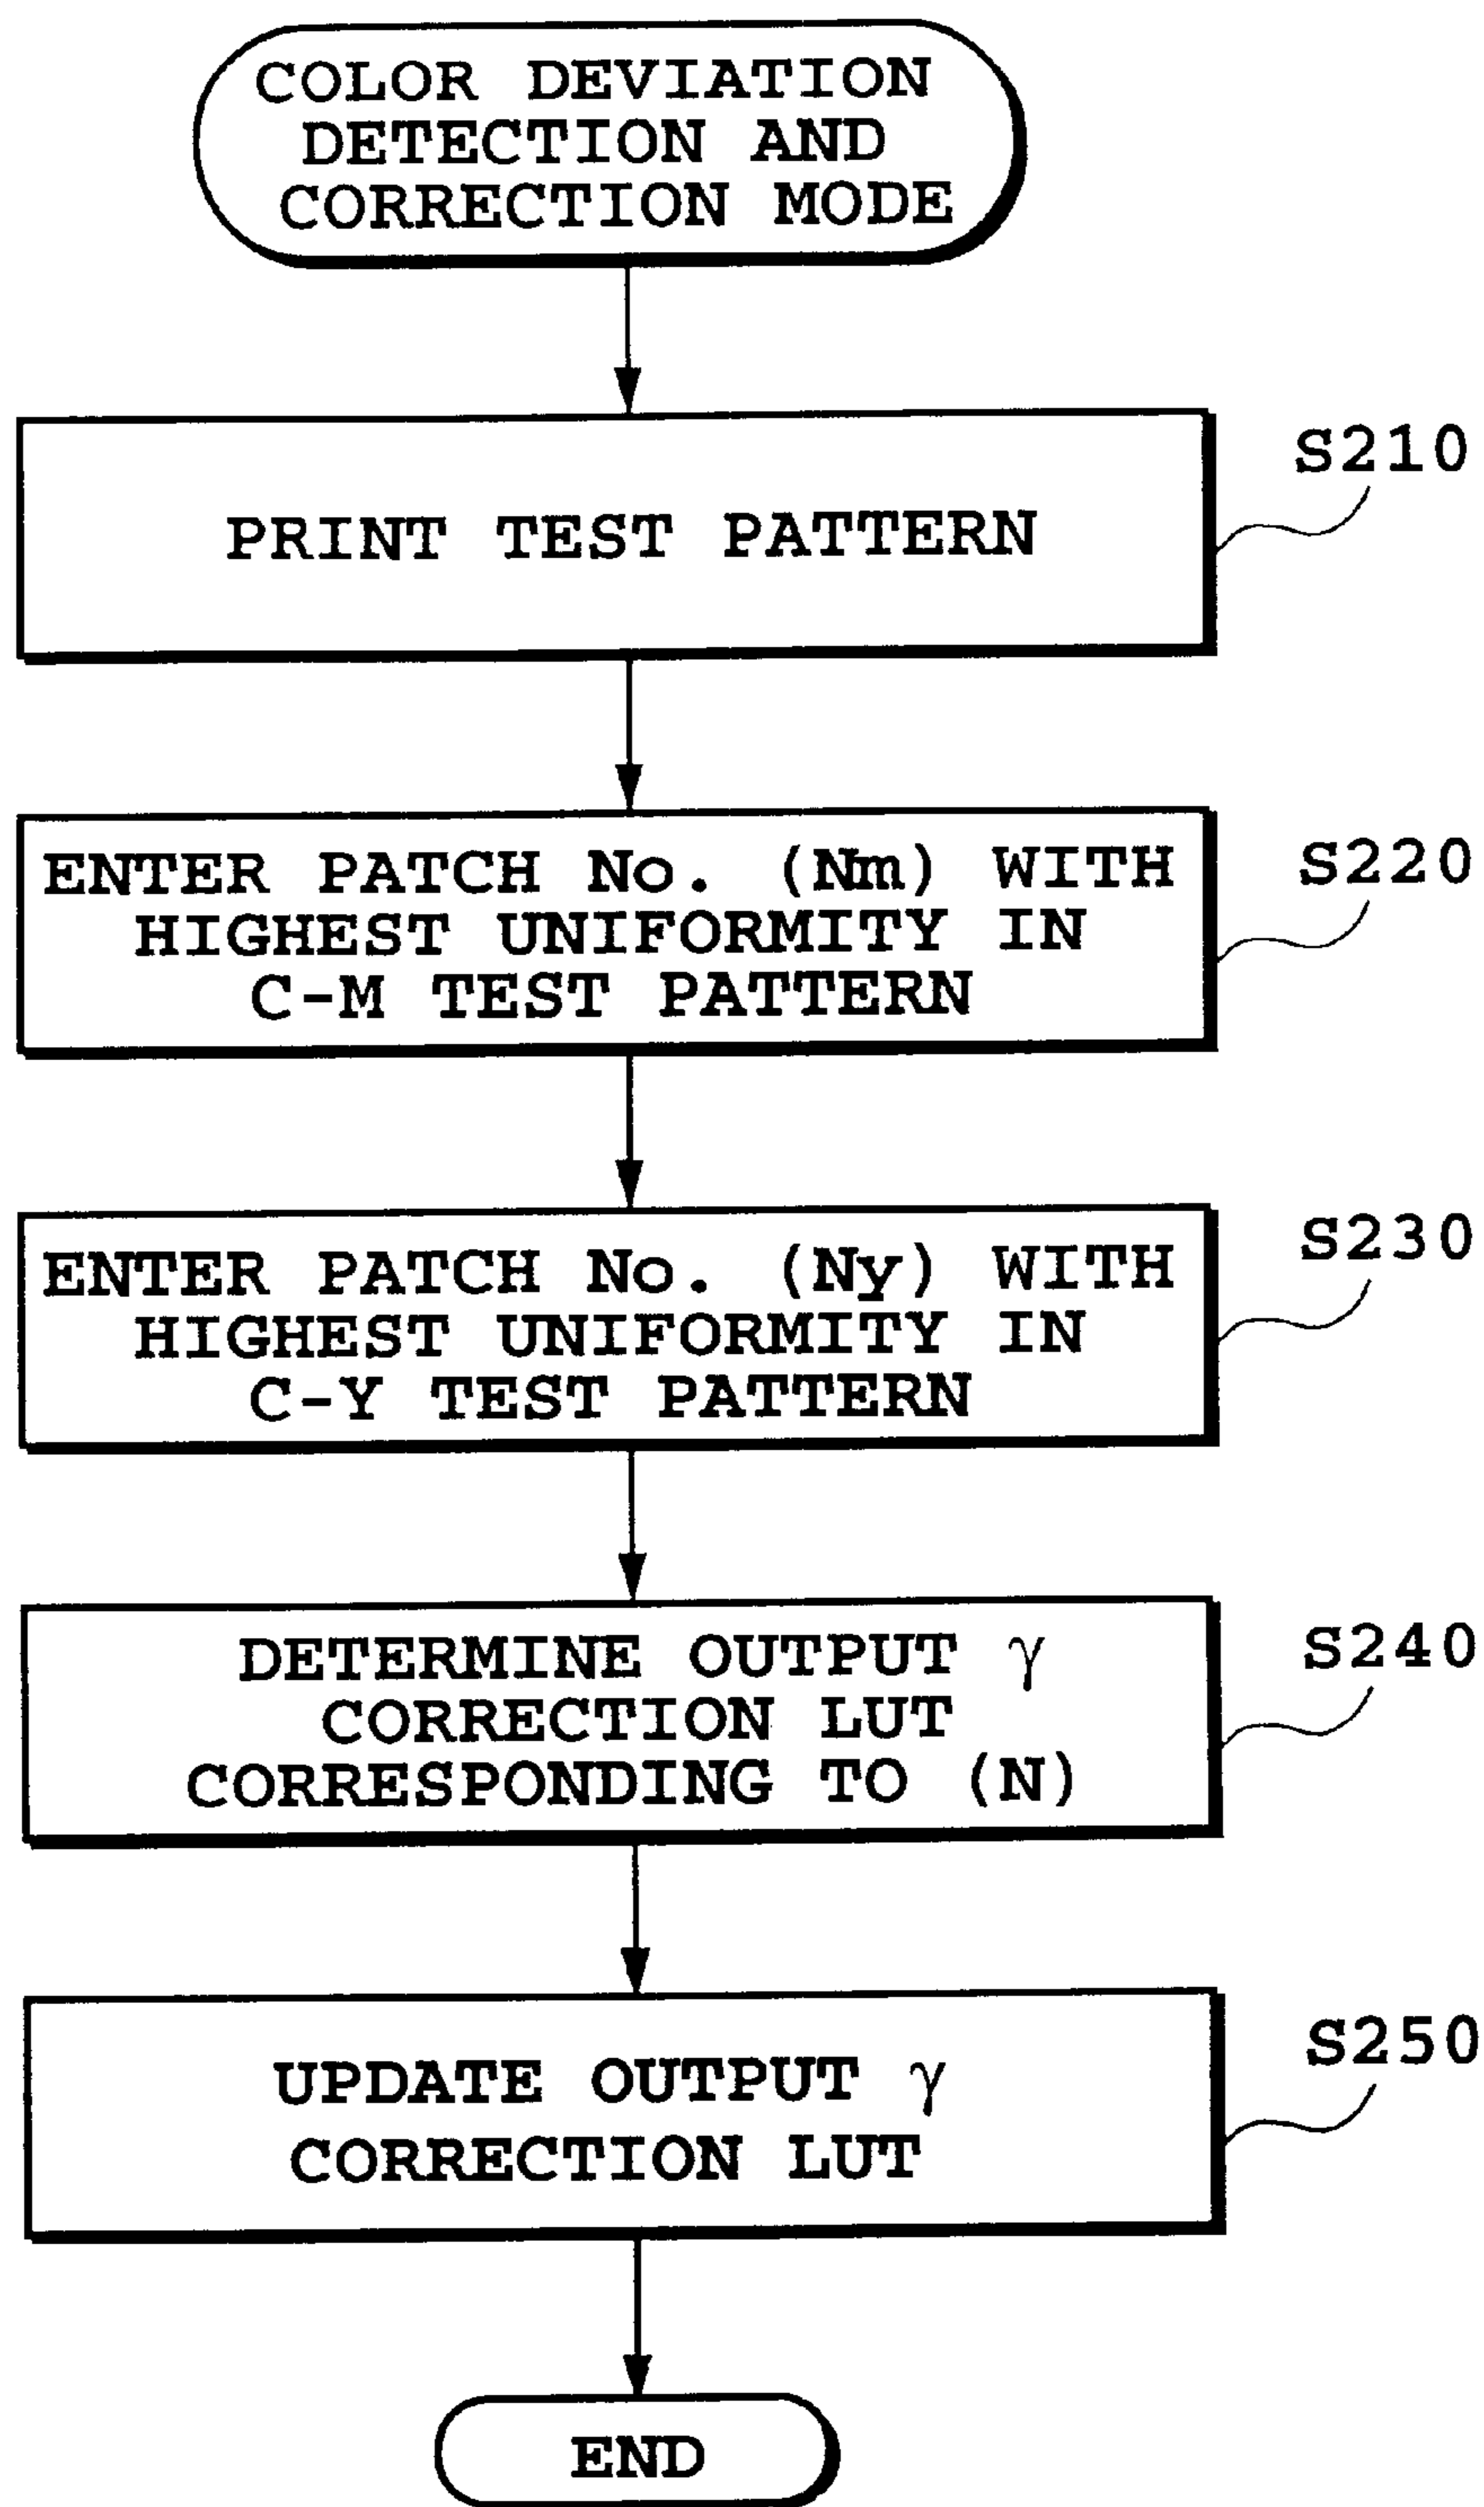 COLOR DEVIATION
DETECTION AND
CORRECTION MODE
S210
PRINT TEST PATTERN
S220
ENTER PATCH No. (Nm) WITH
HIGHEST UNIFORMITY IN
C-M TEST PATTERN
S230
ENTER PATCH No. (Ny) WITH
HIGHEST UNIFORMITY IN
C-Y TEST PATTERN
S240
DETERMINE OUTPUT γ
CORRECTION LUT
CORRESPONDING TO (N)
S250
UPDATE OUTPUT γ
CORRECTION LUT
END